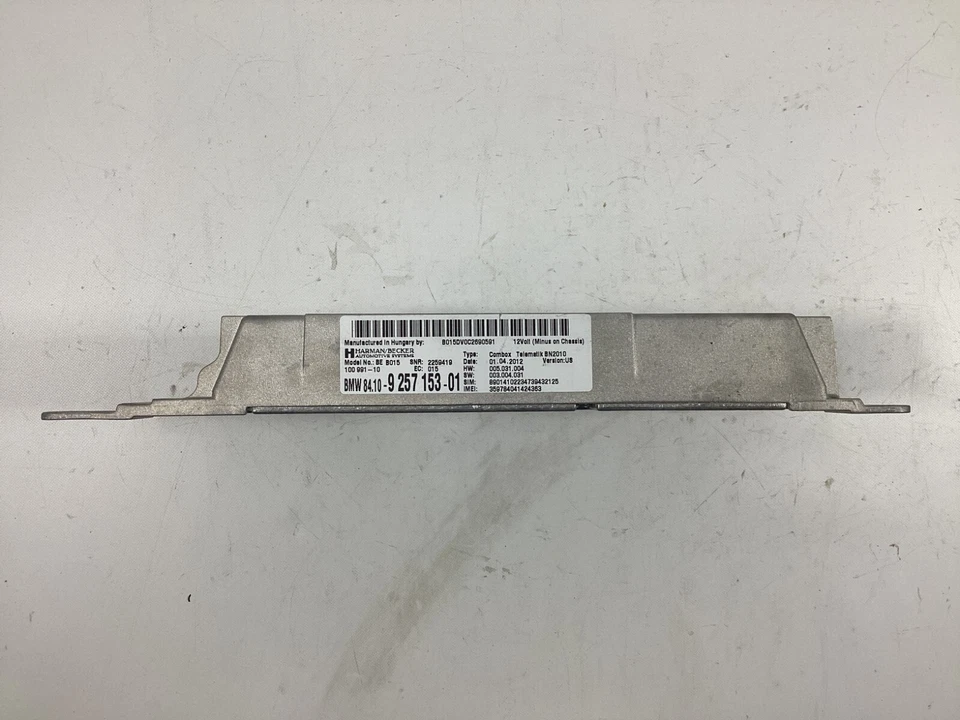 Manufactured in Hungary by: B015DV0C2690591 12Volt (Minus on Chassis)
HARMAN/BECKER
AUTOMOTIVE SYSTEMS
Type: Combox Telematik BN2010
Model No.: BE B015 SNR: 2259419 Date: 01.04.2012 Version:US
100 991-10 EC: 015 HW: 005.031.004
SW: 003.004.031
BMW 84.10-9 257 153-01
SIM: 89014102234739432125
IMEI: 359784041424363